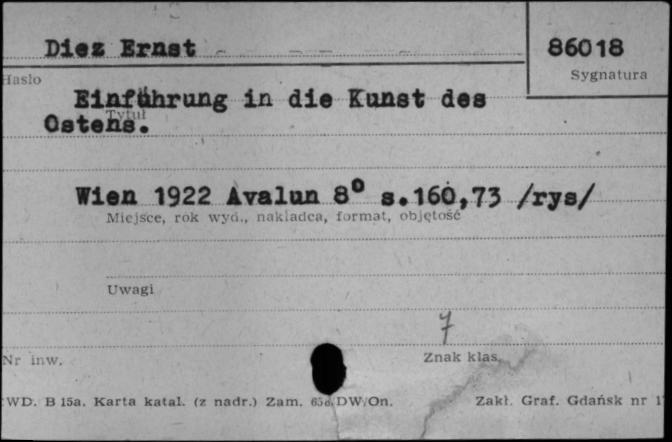 Diez Ernst
86018
Hasło
Sygnatura
Einführung in die Kunst des
Tytuł
Ostens.
Wien 1922 Avalun 8° s.160,73 /rys/
Miejsce, rok wyd., nakładca, format, objętość
Uwagi
7
Nr inw.
Znak klas.
WD. B 15a. Karta katal. (z nadr.) Zam. DW/On.
Zakł. Graf. Gdańsk nr